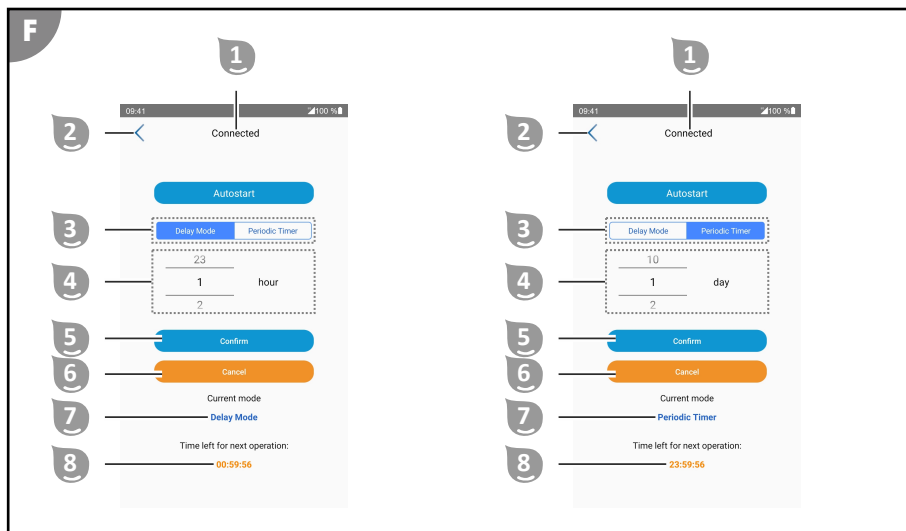 F
1
09:41 100 %
2
Connected
Autostart
3
Delay Mode Periodic Timer
23
4
1 hour
2
5
Confirm
6
Cancel
Current mode
7
Delay Mode
Time left for next operation:
8
00:59:56
1
09:41 100 %
2
Connected
Autostart
3
Delay Mode Periodic Timer
10
4
1 day
2
5
Confirm
6
Cancel
Current mode
7
Periodic Timer
Time left for next operation:
8
23:59:56